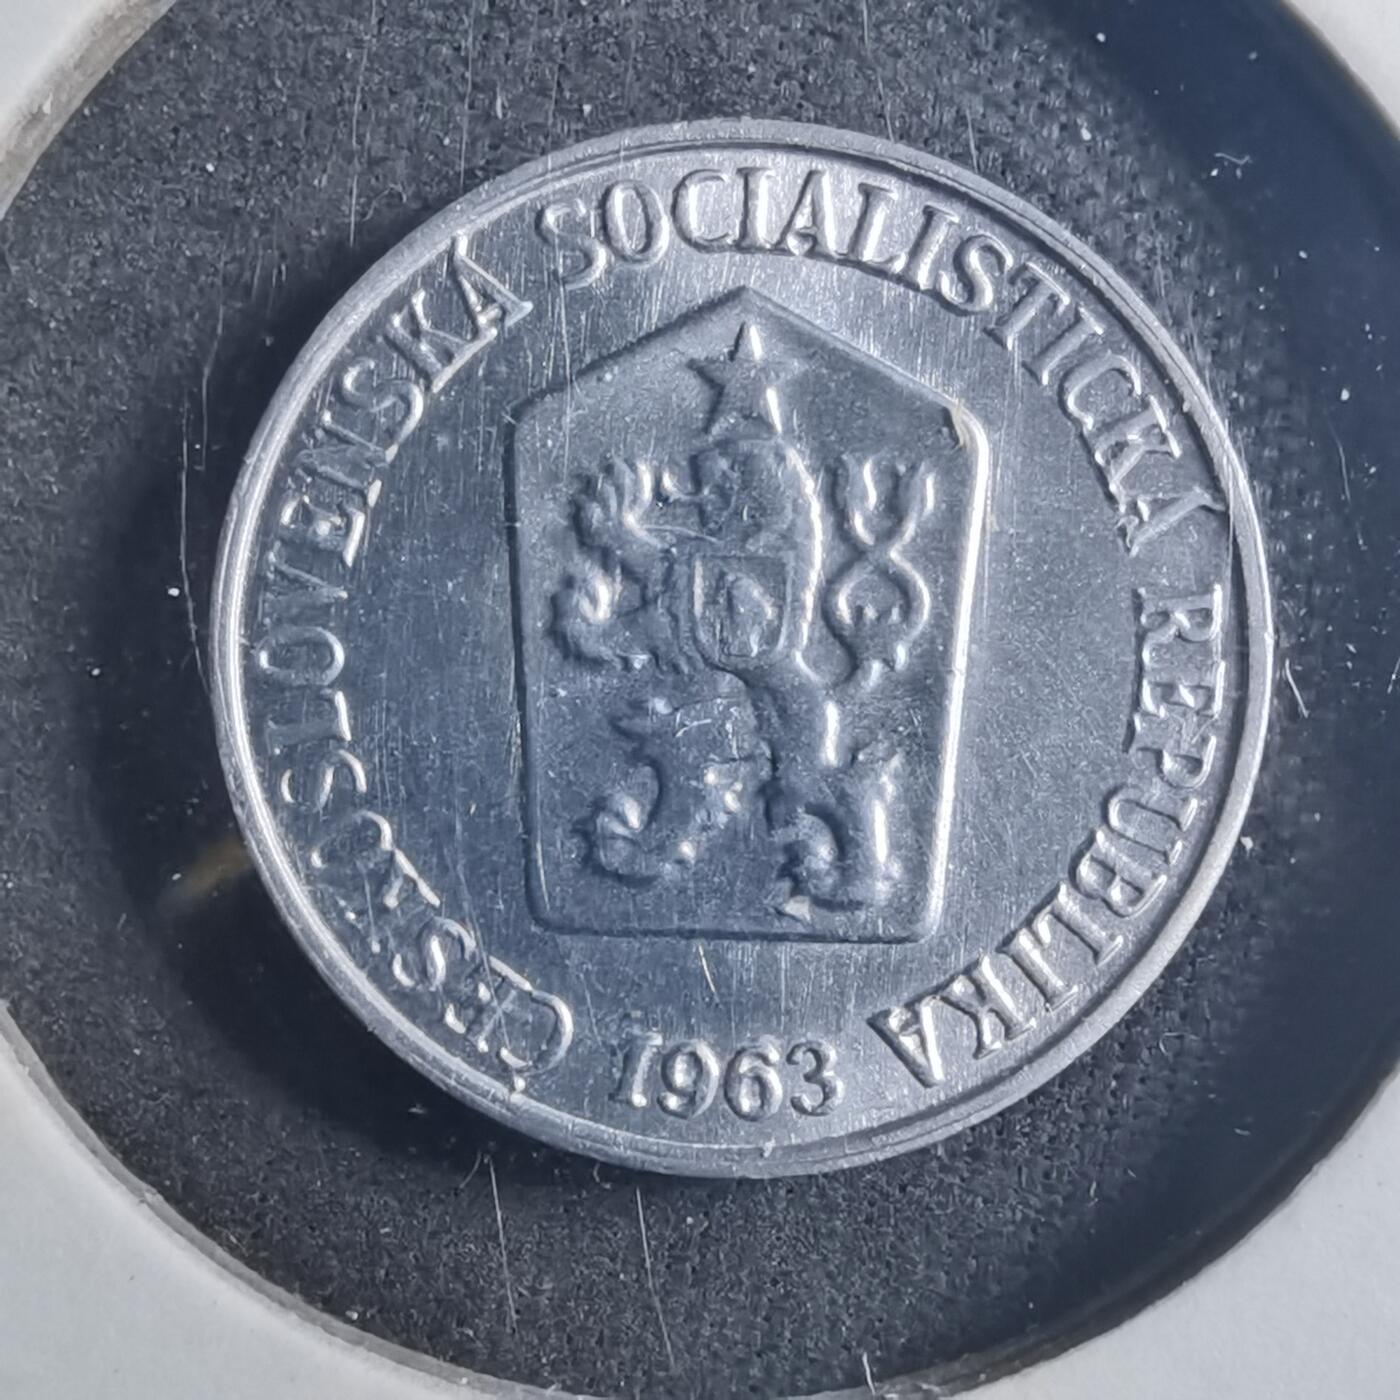 ČESKOSLOVENSKÁ SOCIALISTICKÁ REPUBLIKA
1963